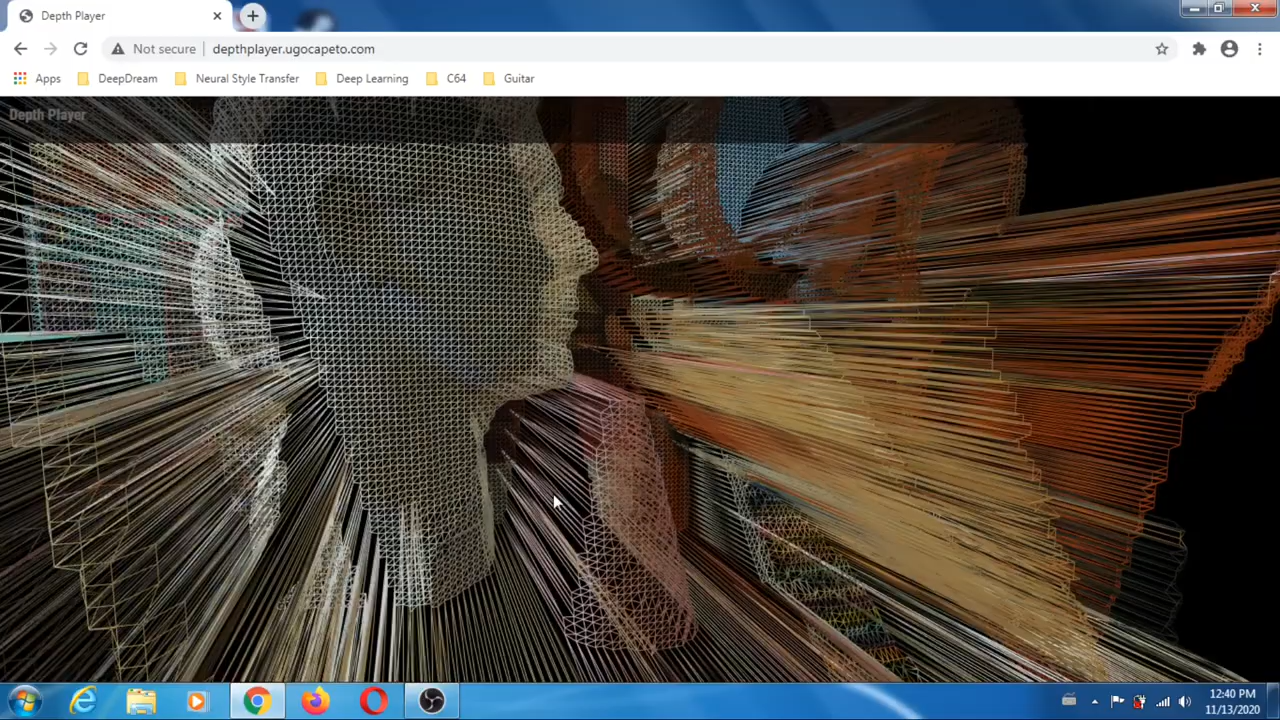 Depth Player
Not secure
depthplayer.ugocapeto.com
Apps
DeepDream
Neural Style Transfer
Deep Learning
C64
Guitar
Depth Player
12:40 PM
11/13/2020